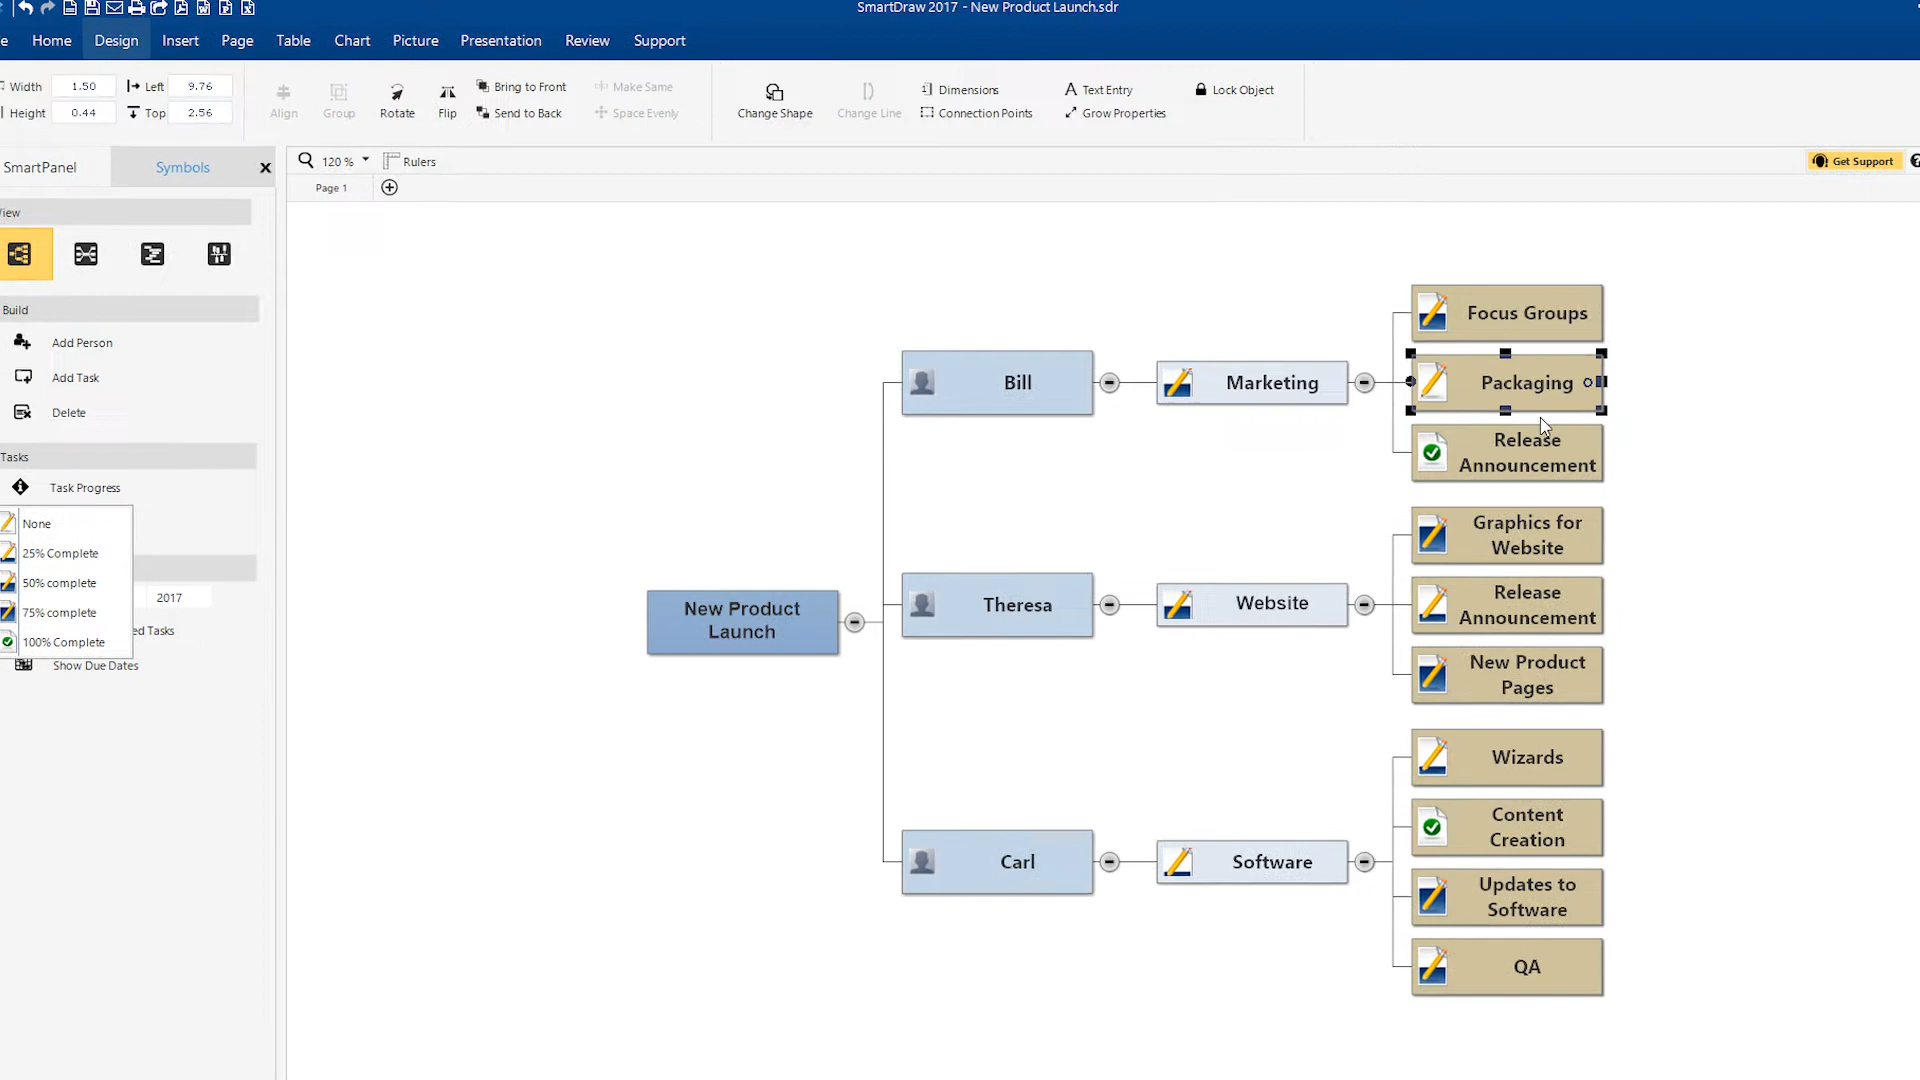 SmartDraw 2017 - New Product Launch.sdr
Home Design Insert Page Table Chart Picture Presentation Review Support
Width 1.50 Left 9.76
Height 0.44 Top 2.56
Align Group Rotate Flip
Bring to Front
Send to Back
Make Same
Space Evenly
Change Shape Change Line
Dimensions
Connection Points
A Text Entry
Grow Properties
Lock Object
SmartPanel Symbols X
120 % Rulers
Get Support
Page 1
iew
Build
Add Person
Add Task
Delete
Tasks
Task Progress
None
25% Complete
50% complete
75% complete
100% Complete
2017
ed Tasks
Show Due Dates
New Product
Launch
Bill
Marketing
Focus Groups
Packaging
Release
Announcement
Theresa
Website
Graphics for
Website
Release
Announcement
New Product
Pages
Carl
Software
Wizards
Content
Creation
Updates to
Software
QA